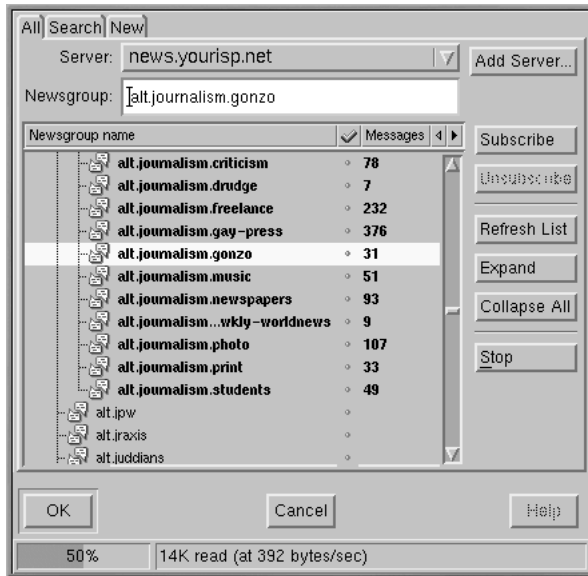 All Search New
Server: news.yourisp.net Add Server...
Newsgroup: alt.journalism.gonzo
Newsgroup name Messages Subscribe
alt.journalism.criticism 78
alt.journalism.drudge 7 Unsubscribe
alt.journalism.freelance 232
alt.journalism.gay-press 376 Refresh List
alt.journalism.gonzo 31
alt.journalism.music 51 Expand
alt.journalism.newspapers 93 Collapse All
alt.journalism...wkly-worldnews 9
alt.journalism.photo 107
alt.journalism.print 33 Stop
alt.journalism.students 49
alt.jpw
alt.jraxis
alt.juddians
OK Cancel Help
50% 14K read (at 392 bytes/sec)